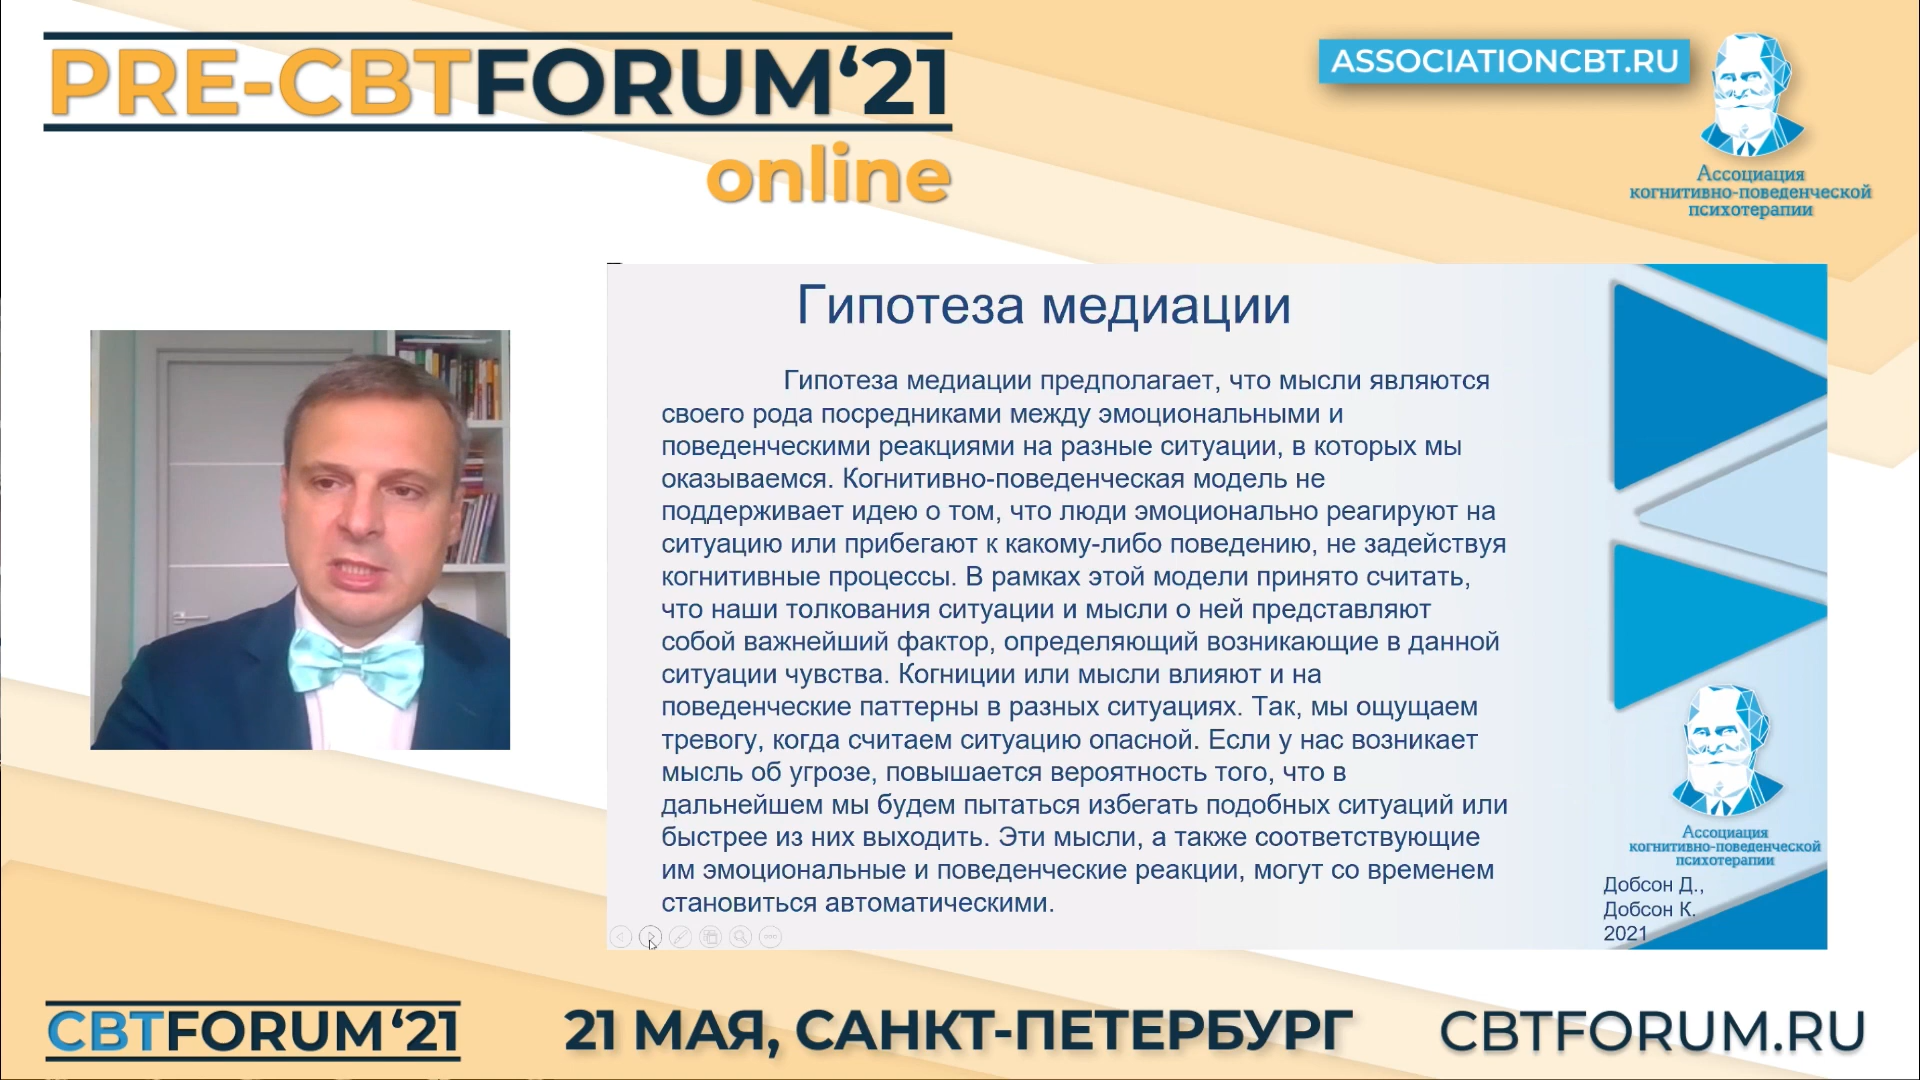 PRE-CBTFORUM‘21
online
ASSOCIATIONCBT.RU
Ассоциация
когнитивно-поведенческой
психотерапии
Гипотеза медиации
Гипотеза медиации предполагает, что мысли являются
своего рода посредниками между эмоциональными и
поведенческими реакциями на разные ситуации, в которых мы
оказываемся. Когнитивно-поведенческая модель не
поддерживает идею о том, что люди эмоционально реагируют на
ситуацию или прибегают к какому-либо поведению, не задействуя
когнитивные процессы. В рамках этой модели принято считать,
что наши толкования ситуации и мысли о ней представляют
собой важнейший фактор, определяющий возникающие в данной
ситуации чувства. Когниции или мысли влияют и на
поведенческие паттерны в разных ситуациях. Так, мы ощущаем
тревогу, когда считаем ситуацию опасной. Если у нас возникает
мысль об угрозе, повышается вероятность того, что в
дальнейшем мы будем пытаться избегать подобных ситуаций или
быстрее из них выходить. Эти мысли, а также соответствующие
им эмоциональные и поведенческие реакции, могут со временем
становиться автоматическими.
Ассоциация
когнитивно-поведенческой
психотерапии
Добсон Д.,
Добсон К.
2021
CBTFORUM‘21
21 МАЯ, САНКТ-ПЕТЕРБУРГ
CBTFORUM.RU